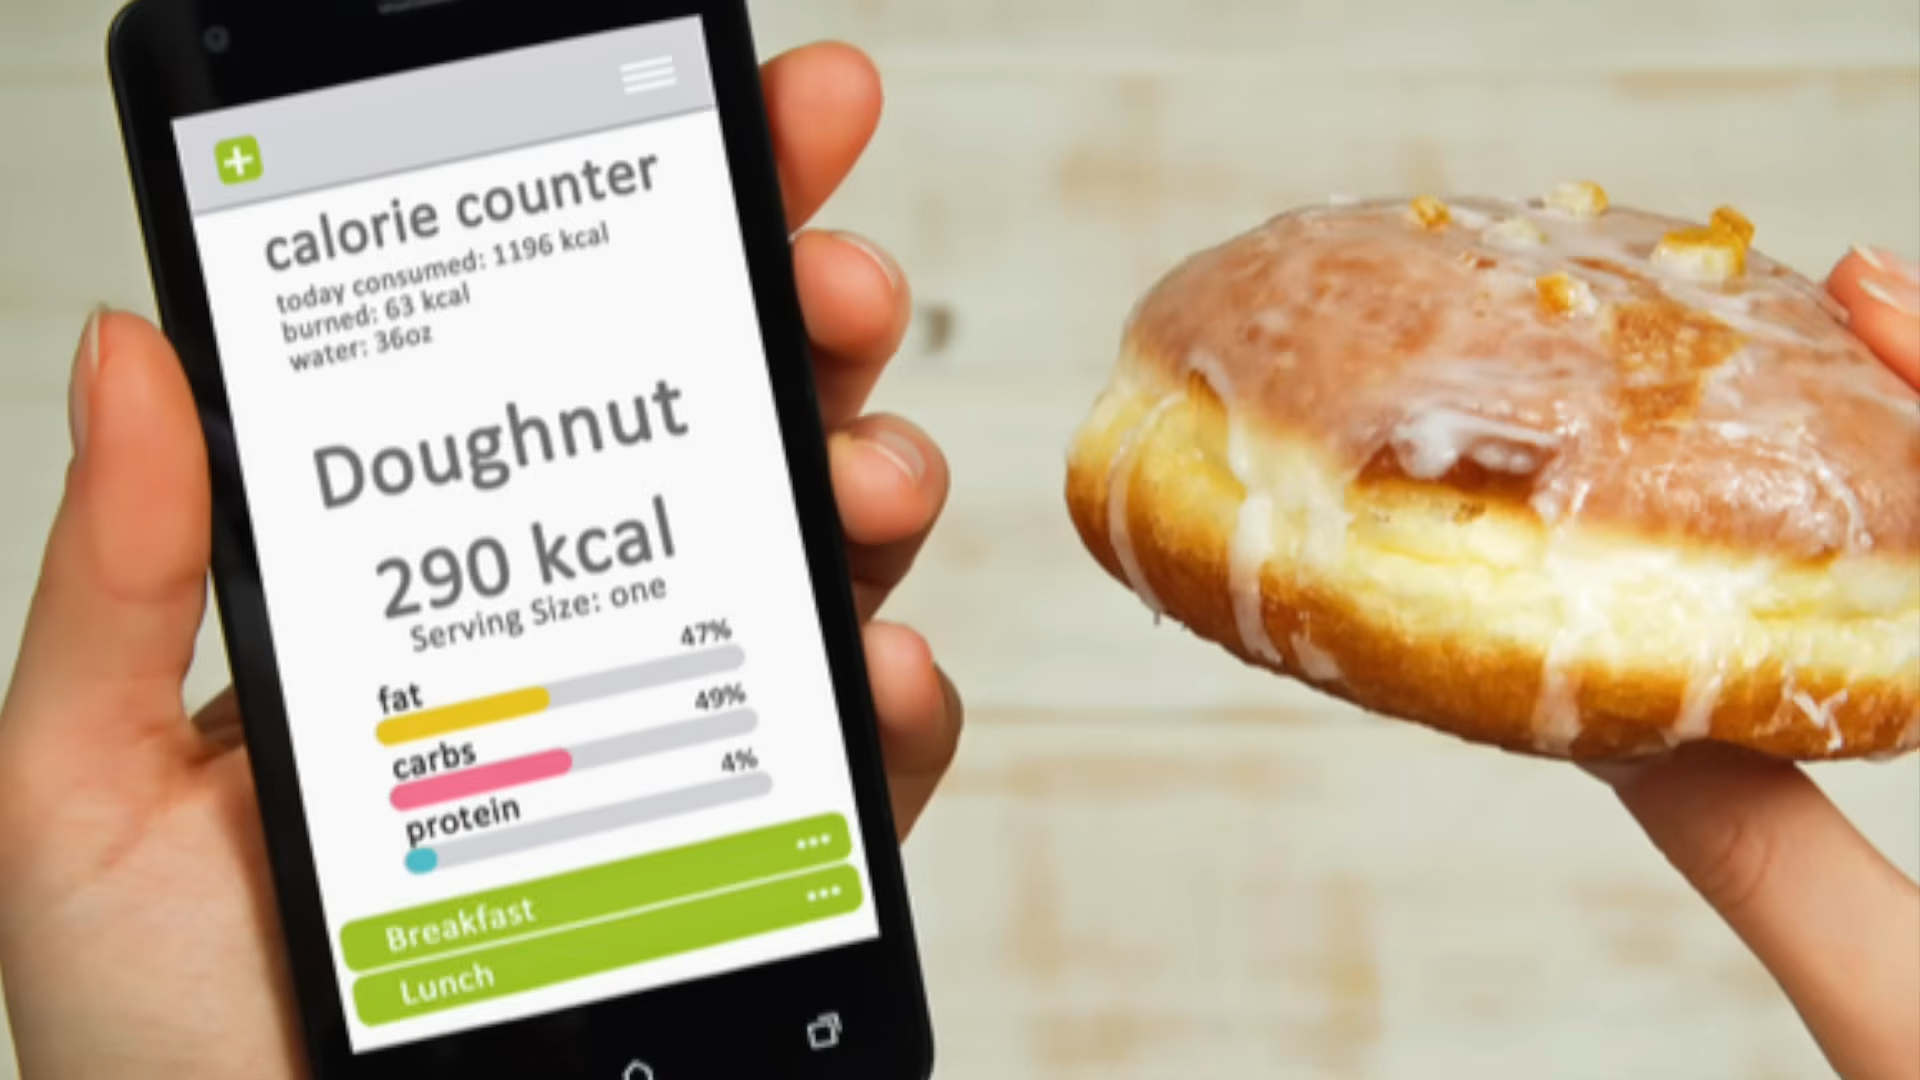 calorie counter
today consumed: 1196 kcal
burned: 63 kcal
water: 36oz
Doughnut
290 kcal
Serving Size: one
47%
fat
49%
carbs
4%
protein
Breakfast
Lunch